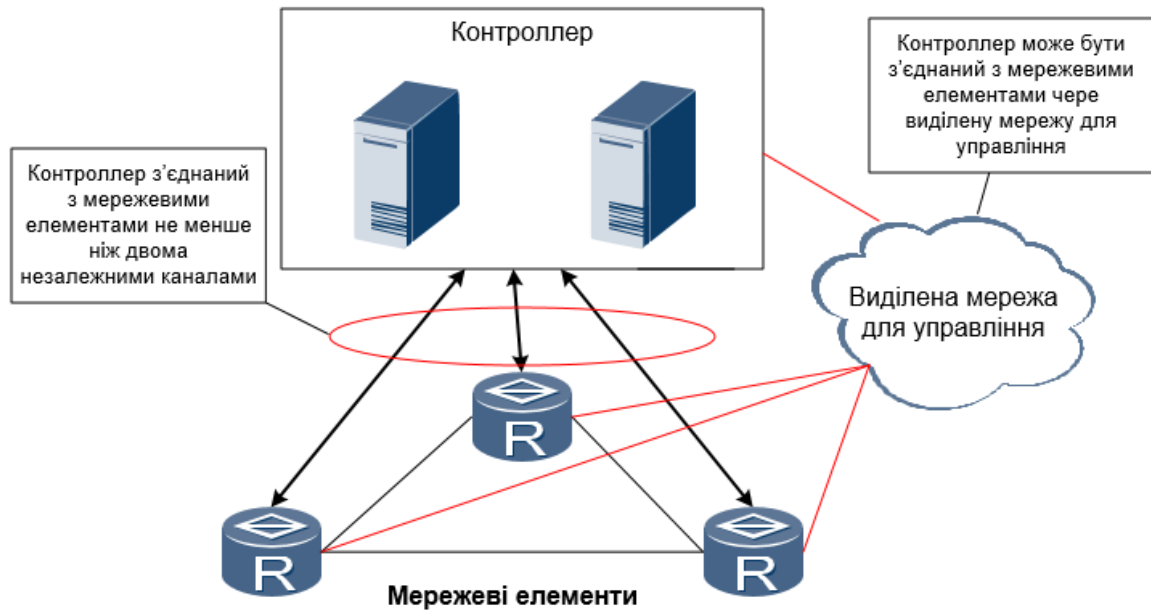 Контроллер
Контроллер може бути
з’єднаний з мережевими
елементами чере
виділену мережу для
управління
Контроллер з’єднаний
з мережевими
елементами не менше
ніж двома
незалежними каналами
Виділена мережа
для управління
R
R
R
Мережеві елементи